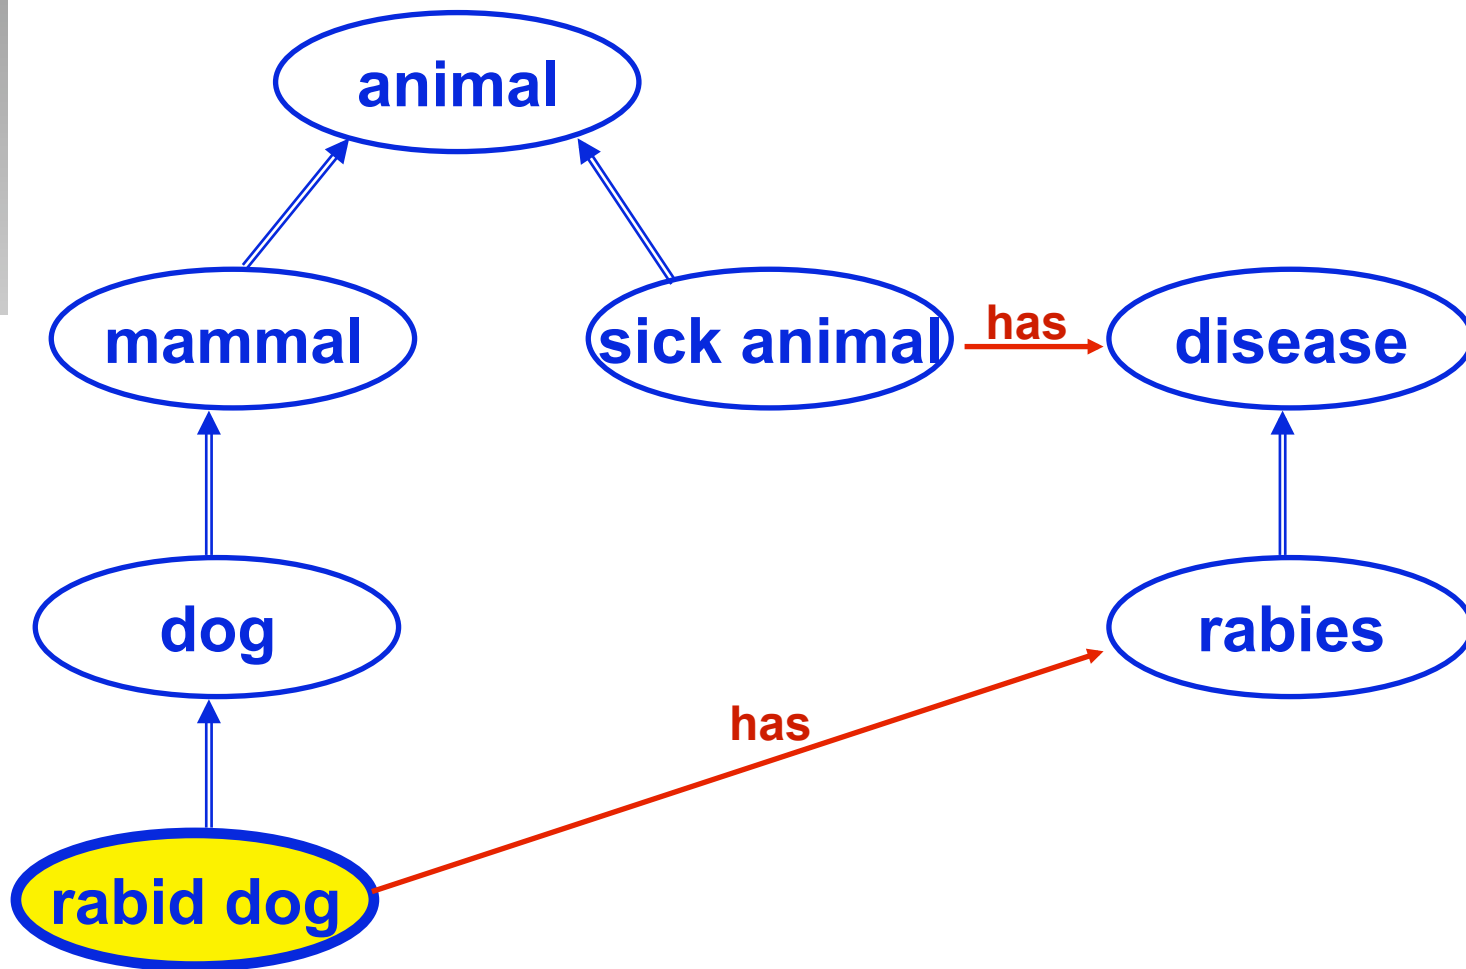 animal
mammal
sick animal
has
disease
dog
rabies
has
rabid dog